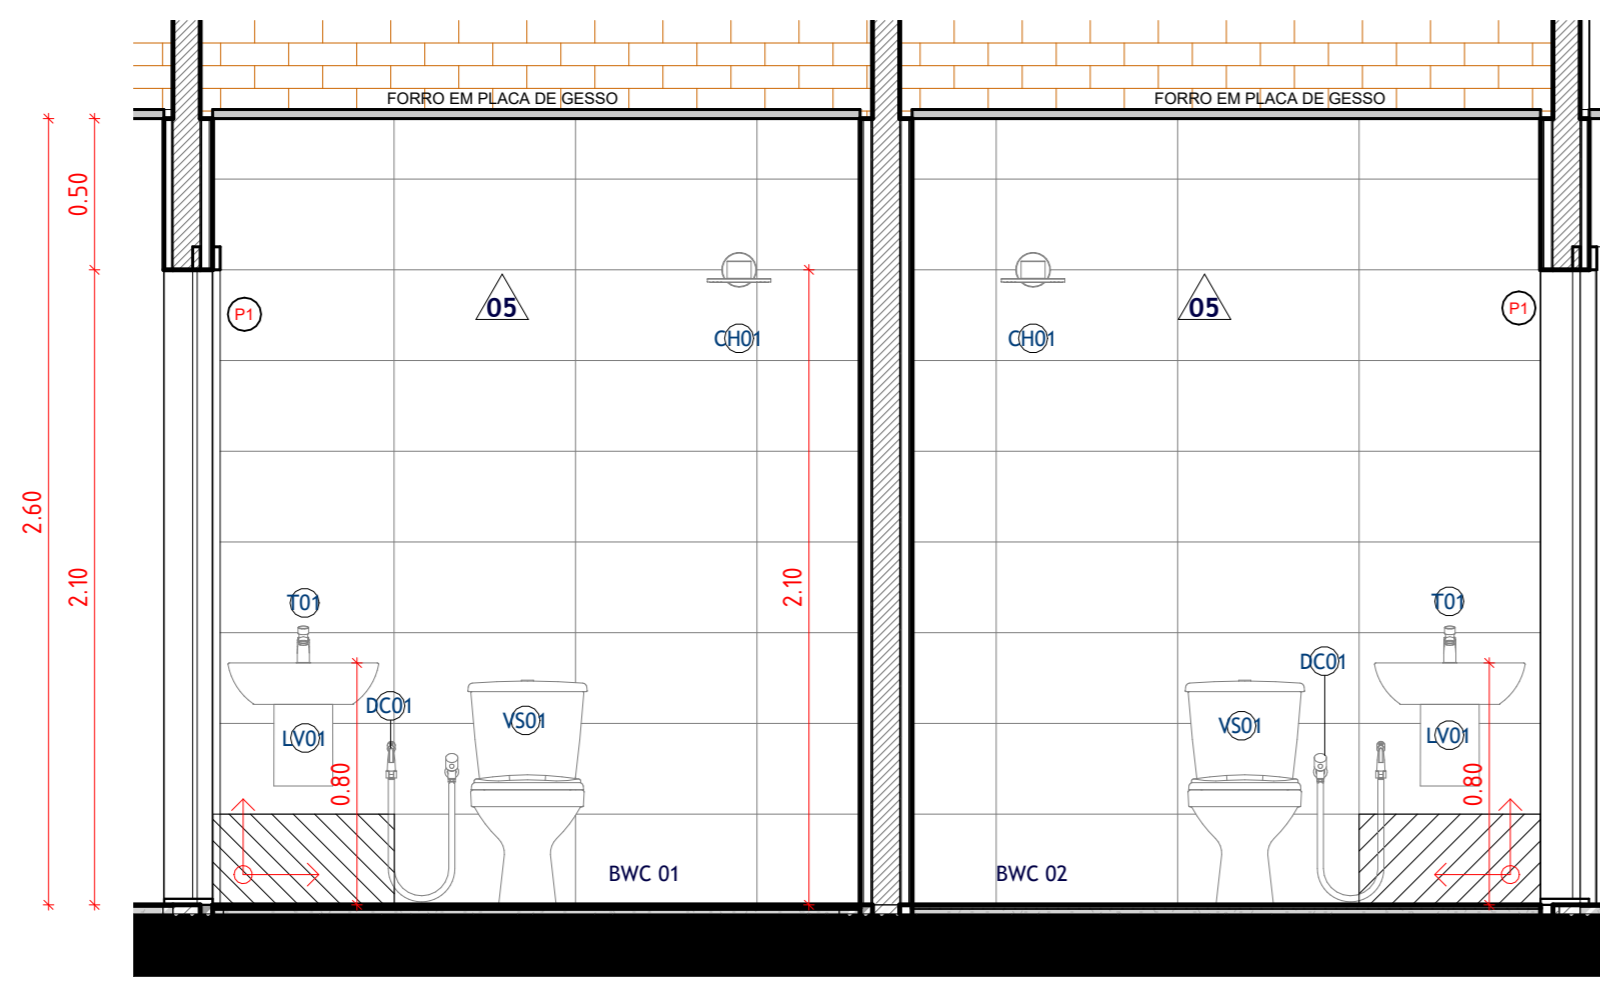 FORRO EM PLACA DE GESSO
FORRO EM PLACA DE GESSO
0.50
P1
05
05
P1
CH01
CH01
2.60
2.10
2.10
T01
T01
DC01
DC01
VS01
VS01
LV01
LV01
0.80
0.80
BWC 01
BWC 02